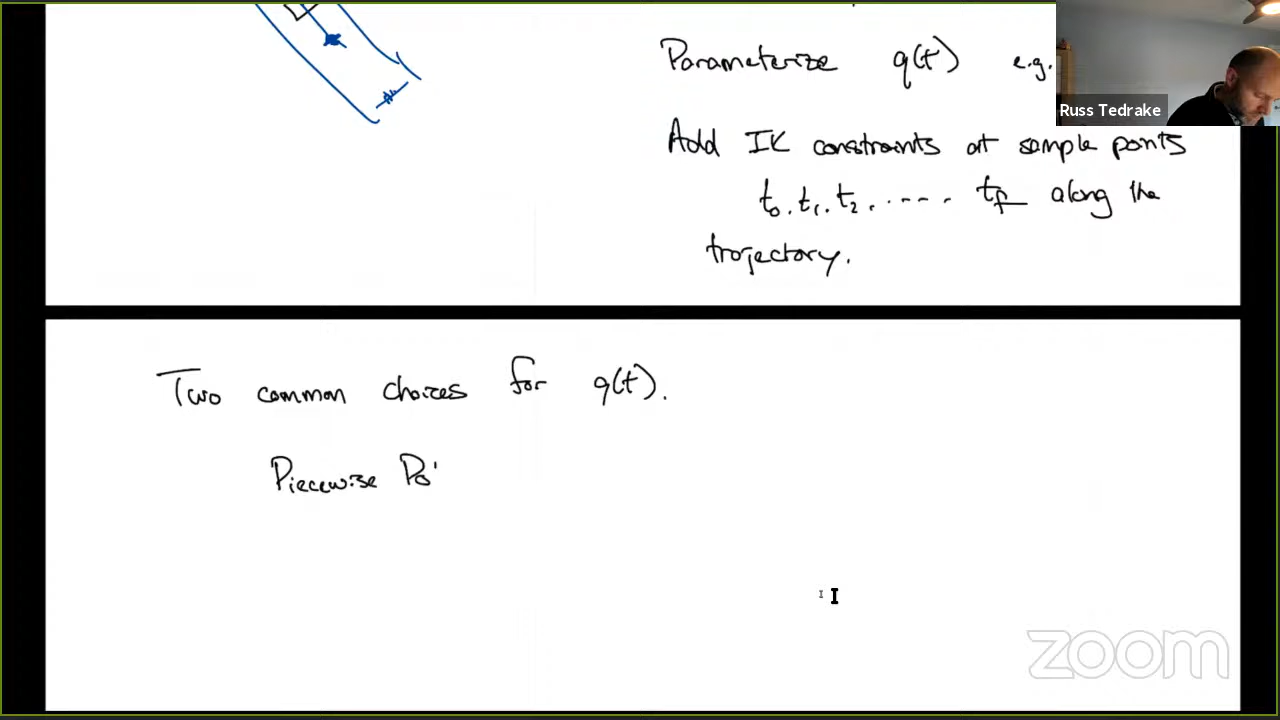 Parameterize q(t) e.g.
Russ Tedrake
Add IK constraints at sample points
t₀, t₁, t₂, ..... t_f along the
trajectory.
Two common choices for q(t).
Piecewise Po
zoom